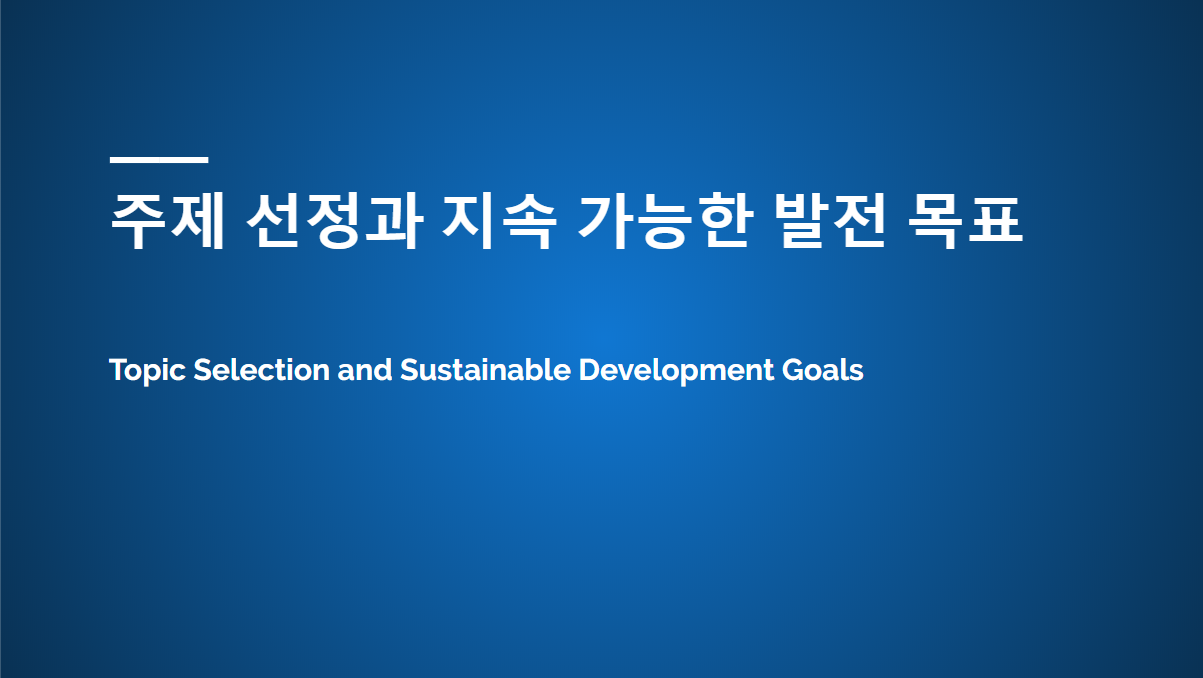 주제 선정과 지속 가능한 발전 목표
Topic Selection and Sustainable Development Goals